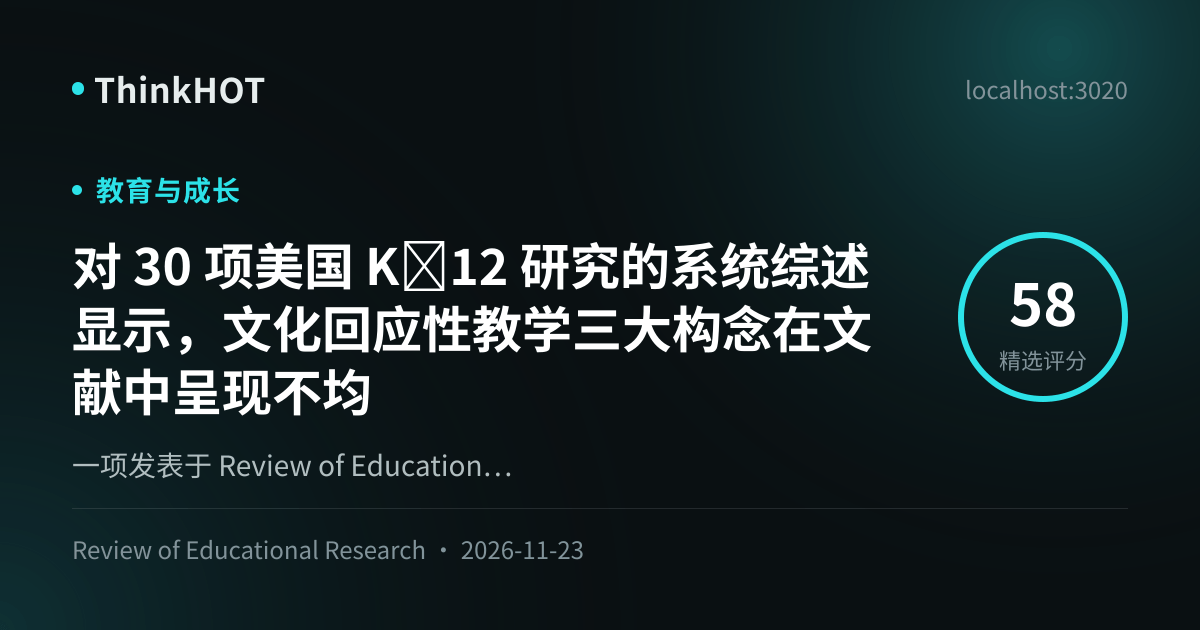 ThinkHOT
localhost:3020
教育与成长
对 30 项美国 K☒12 研究的系统综述
显示，文化回应性教学三大构念在文
献中呈现不均
58
精选评分
一项发表于 Review of Education…
Review of Educational Research · 2026-11-23